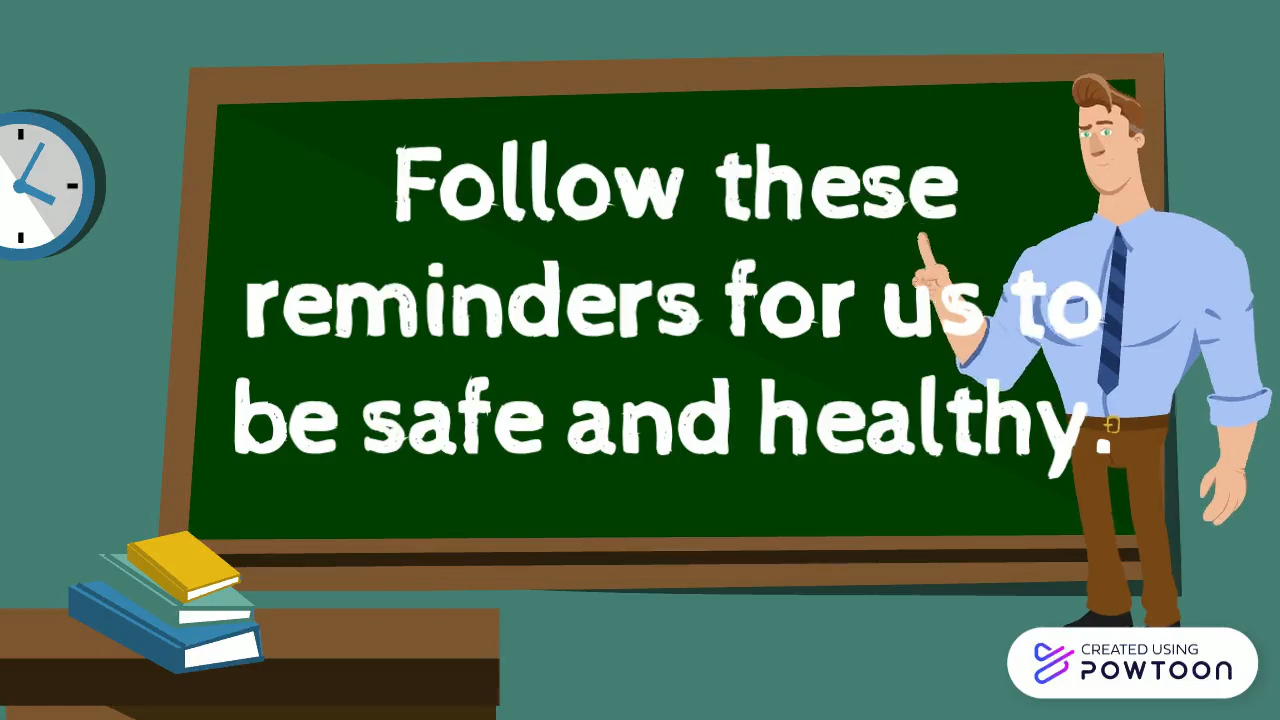 Follow these
reminders for us to
be safe and healthy.
CREATED USING
POWTOON